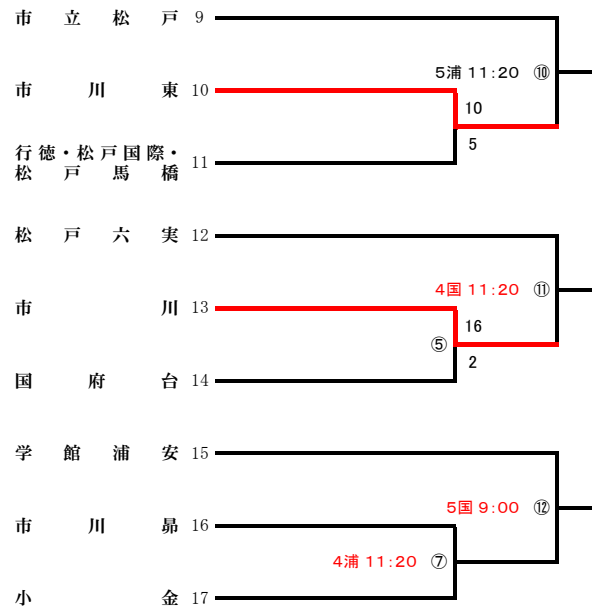 市立松戸 9
5浦 11:20 ⑩
市川東 10
10
5
行徳・松戸国際・
松戸馬橋 11
松戸六実 12
4国 11:20 ⑪
市川 13
16
⑤
2
国府台 14
学館浦安 15
5国 9:00 ⑫
市川昴 16
4浦 11:20 ⑦
小金 17